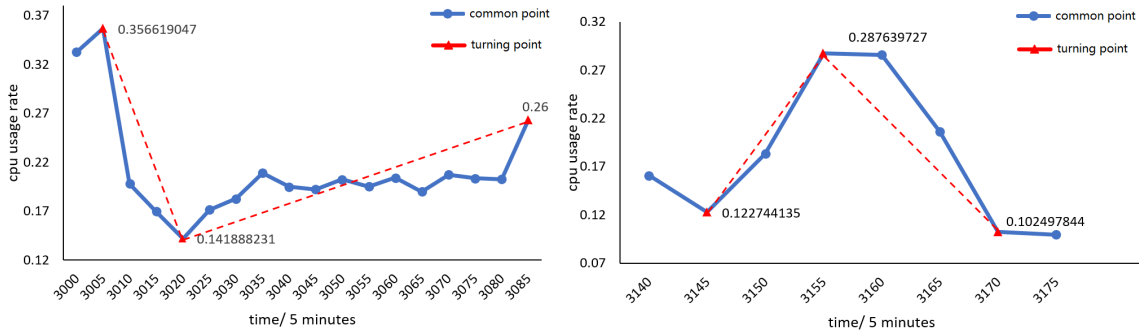 0.37
0.32
0.27
0.22
0.17
0.12
cpu usage rate
0.356619047
0.141888231
0.26
common point
turning point
3000 3005 3010 3015 3020 3025 3030 3035 3040 3045 3050 3055 3060 3065 3070 3075 3080 3085
time/ 5 minutes
0.32
0.27
0.22
0.17
0.12
0.07
cpu usage rate
0.287639727
0.122744135
0.102497844
common point
turning point
3140 3145 3150 3155 3160 3165 3170 3175
time/ 5 minutes